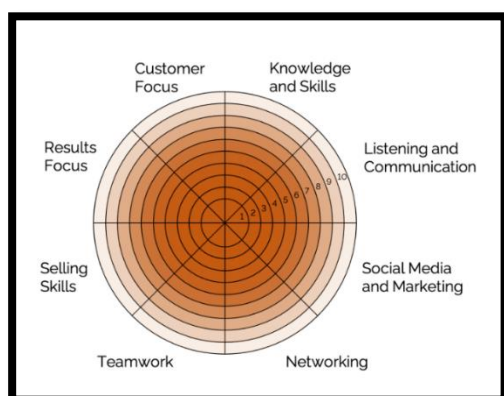 Customer
Focus
Knowledge
and Skills
Results
Focus
Listening and
Communication
1 2 3 4 5 6 7 8 9 10
Selling
Skills
Social Media
and Marketing
Teamwork
Networking